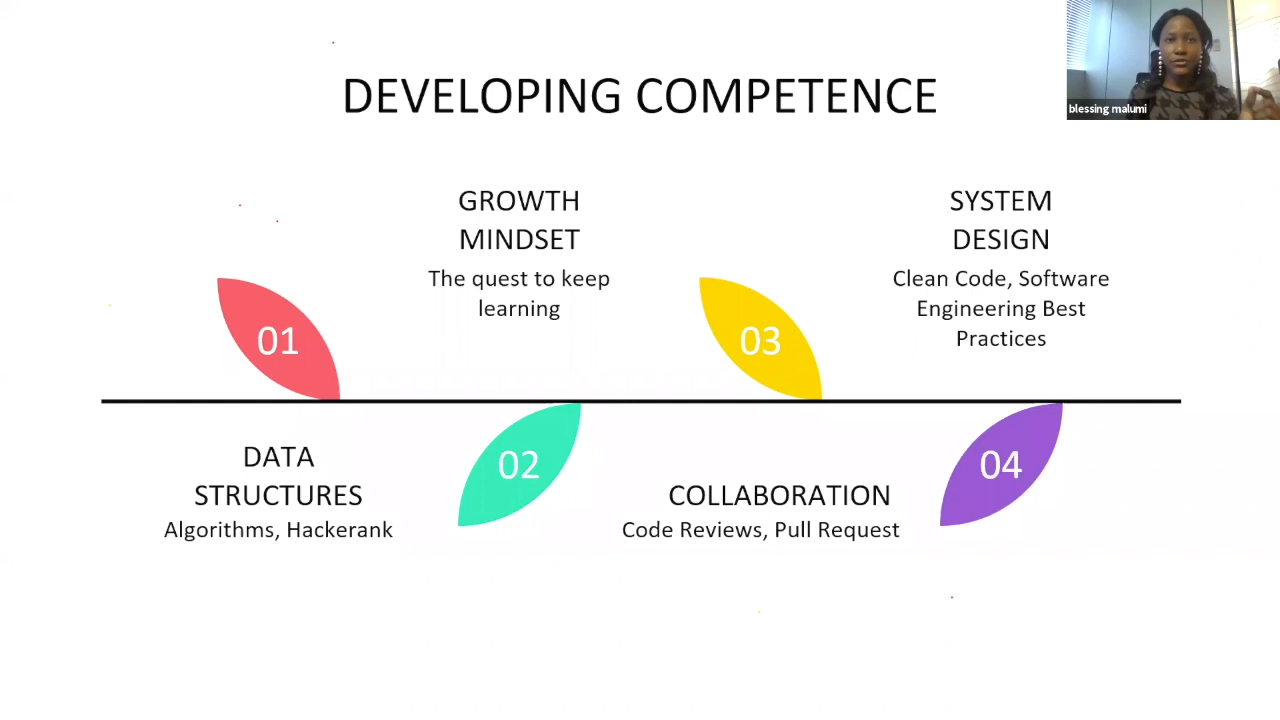 DEVELOPING COMPETENCE
blessing malumi
01
DATA
STRUCTURES
Algorithms, Hackerank
GROWTH
MINDSET
The quest to keep
learning
02
03
COLLABORATION
Code Reviews, Pull Request
SYSTEM
DESIGN
Clean Code, Software
Engineering Best
Practices
04